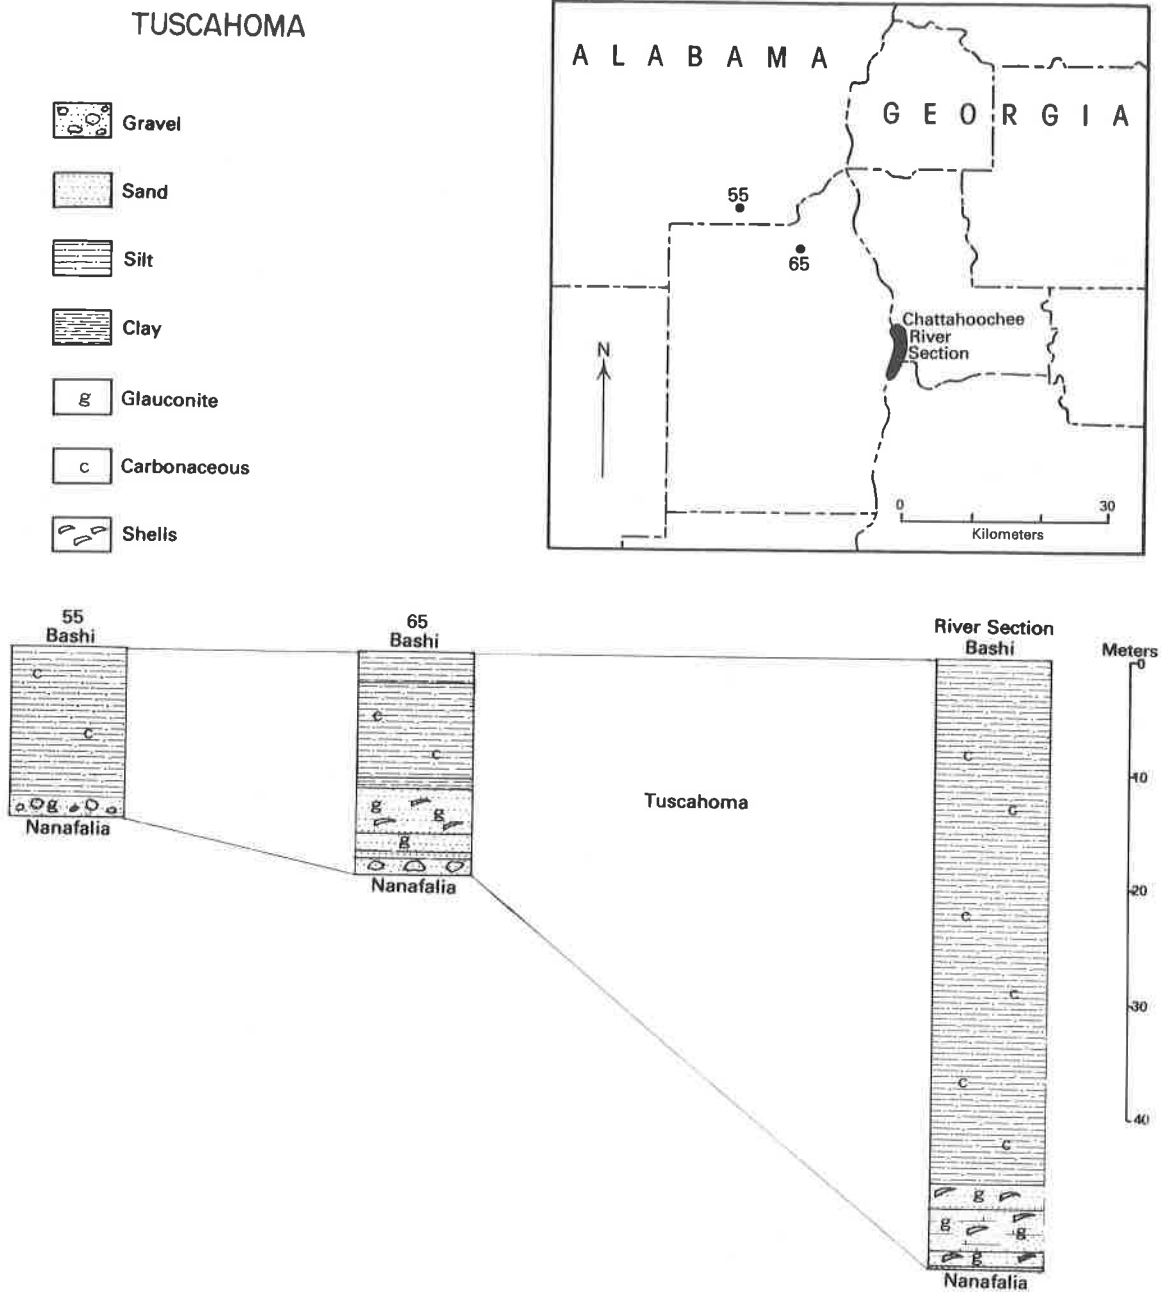 TUSCAHOMA
Gravel
Sand
Silt
g Glauconite
Clay
c Carbonaceous
Shells
ALABAMA
GEORGIA
55
65
Chattahoochee
River
Section
N
0 30
Kilometers
55
Bashi
c
c
g
Nanafalia
65
Bashi
c
c
g
g
g
Nanafalia
Tuscahoma
River Section
Bashi
c
c
c
c
c
c
g
g
g
g
Nanafalia
Meters
0
10
20
30
40